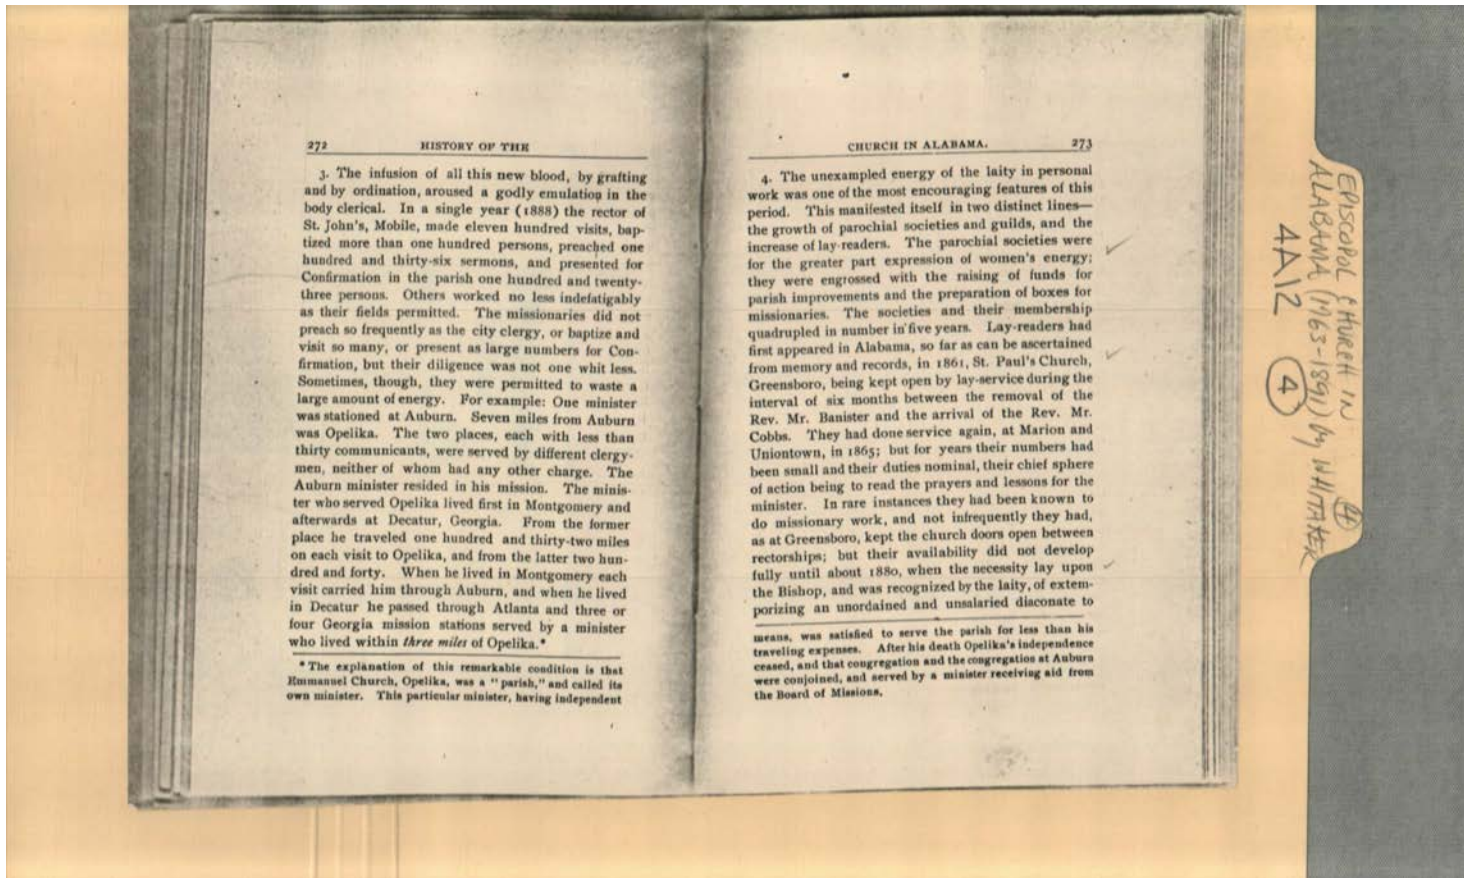 272 HISTORY OF THE
3. The infusion of all this new blood, by grafting
and by ordination, aroused a godly emulation in the
body clerical. In a single year (1888) the rector of
St. John's, Mobile, made eleven hundred visits, bap-
tized more than one hundred persons, preached one
hundred and thirty-six sermons, and presented for
Confirmation in the parish one hundred and twenty-
three persons. Others worked no less indefatigably
as their fields permitted. The missionaries did not
preach so frequently as the city clergy, or baptize and
visit so many, or present as large numbers for Con-
firmation, but their diligence was not one whit less.
Sometimes, though, they were permitted to waste a
large amount of energy. For example: One minister
was stationed at Auburn. Seven miles from Auburn
was Opelika. The two places, each with less than
thirty communicants, were served by different clergy-
men, neither of whom had any other charge. The
Auburn minister resided in his mission. The minis-
ter who served Opelika lived first in Montgomery and
afterwards at Decatur, Georgia. From the former
place he traveled one hundred and thirty-two miles
on each visit to Opelika, and from the latter two hun-
dred and forty. When he lived in Montgomery each
visit carried him through Auburn, and when he lived
in Decatur he passed through Atlanta and three or
four Georgia mission stations served by a minister
who lived within three miles of Opelika.*
* The explanation of this remarkable condition is that
Emmanuel Church, Opelika, was a "parish," and called its
own minister. This particular minister, having independent
CHURCH IN ALABAMA. 273
4. The unexampled energy of the laity in personal
work was one of the most encouraging features of this
period. This manifested itself in two distinct lines—
the growth of parochial societies and guilds, and the
increase of lay-readers. The parochial societies were
for the greater part expression of women's energy;
they were engrossed with the raising of funds for
parish improvements and the preparation of boxes for
missionaries. The societies and their membership
quadrupled in number in five years. Lay-readers had
first appeared in Alabama, so far as can be ascertained
from memory and records, in 1861, St. Paul's Church,
Greensboro, being kept open by lay-service during the
interval of six months between the removal of the
Rev. Mr. Banister and the arrival of the Rev. Mr.
Cobbs. They had done service again, at Marion and
Uniontown, in 1865; but for years their numbers had
been small and their duties nominal, their chief sphere
of action being to read the prayers and lessons for the
minister. In rare instances they had been known to
do missionary work, and not infrequently they had,
as at Greensboro, kept the church doors open between
rectorships; but their availability did not develop
fully until about 1880, when the necessity lay upon
the Bishop, and was recognized by the laity, of extem-
porizing an unordained and unsalaried diaconate to
means, was satisfied to serve the parish for less than his
traveling expenses. After his death Opelika's independence
ceased, and that congregation and the congregation at Auburn
were conjoined, and served by a minister receiving aid from
the Board of Missions.
EPISCOPOL CHURCH IN
ALABAMA (1763-1891) by WHITAKER
4A12 4